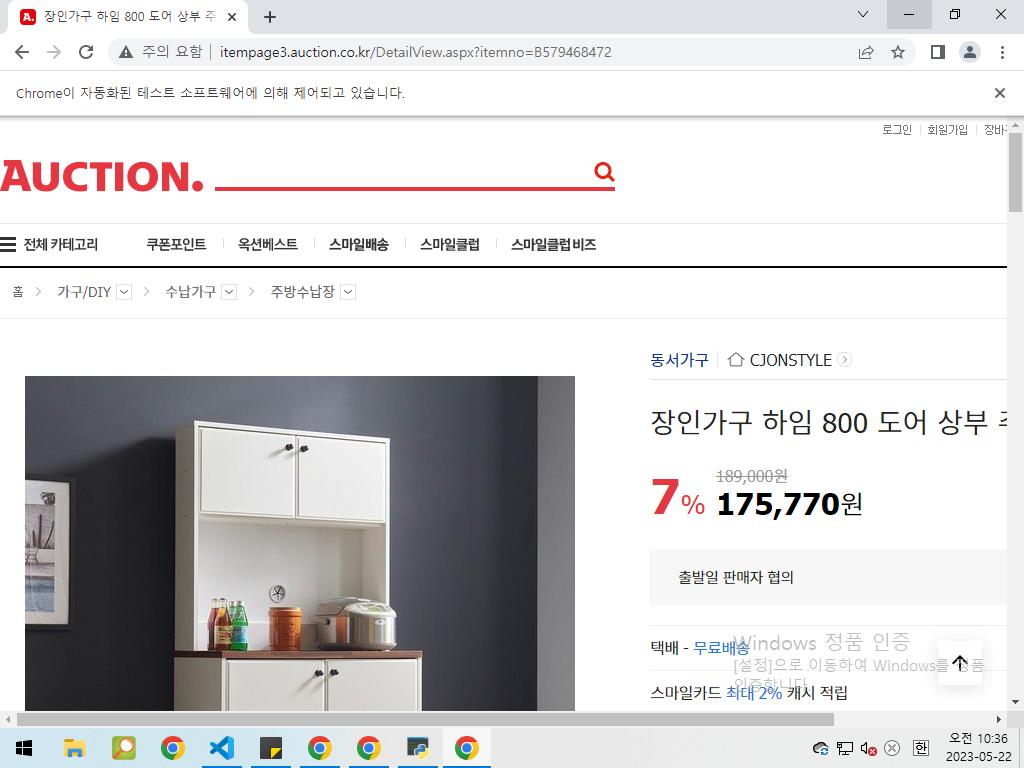 장인가구 하임 800 도어 상부 주
주의 요함
itempage3.auction.co.kr/DetailView.aspx?itemno=B579468472
Chrome이 자동화된 테스트 소프트웨어에 의해 제어되고 있습니다.
로그인 회원가입 장바구
AUCTION.
전체 카테고리 쿠폰포인트 옥션베스트 스마일배송 스마일클럽 스마일클럽 비즈
홈 가구/DIY 수납가구 주방수납장
동서가구 CJONSTYLE
장인가구 하임 800 도어 상부 주
189,000원
7% 175,770원
출발일 판매자 협의
택배 - 무료배송
Windows 정품 인증
[설정]으로 이동하여 Windows를 정품
인증합니다.
스마일카드 최대 2% 캐시 적립
한
오전 10:36
2023-05-22